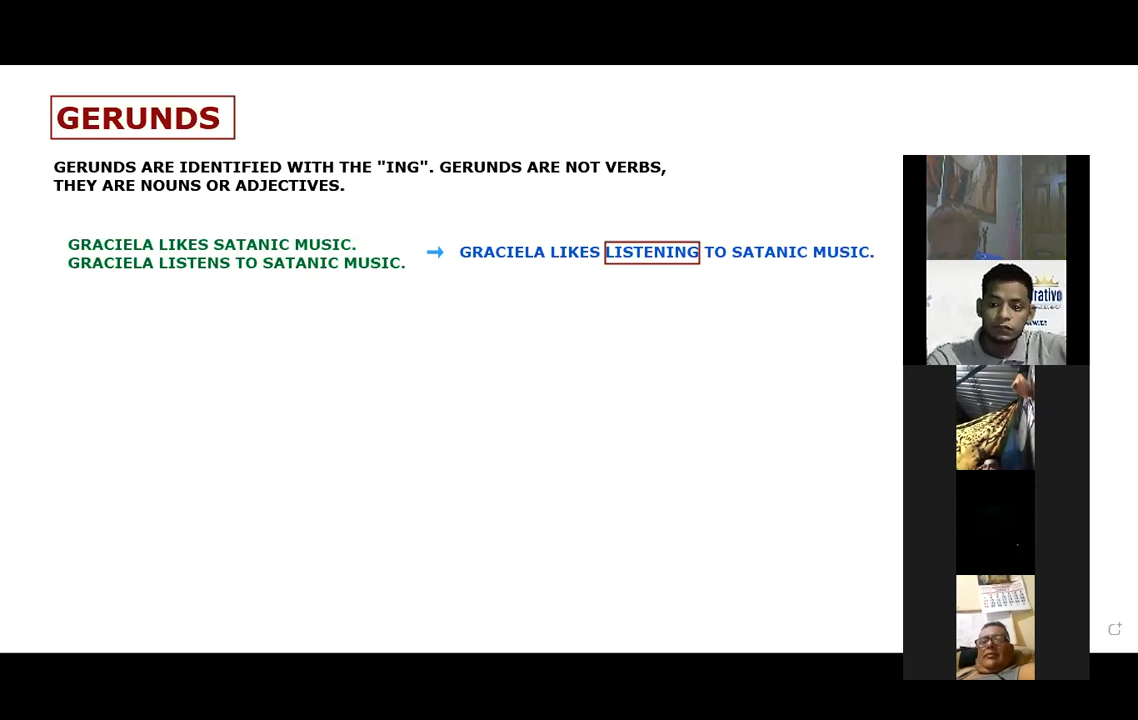 GERUNDS
GERUNDS ARE IDENTIFIED WITH THE "ING". GERUNDS ARE NOT VERBS,
THEY ARE NOUNS OR ADJECTIVES.
GRACIELA LIKES SATANIC MUSIC.
GRACIELA LISTENS TO SATANIC MUSIC.
→ GRACIELA LIKES LISTENING TO SATANIC MUSIC.
rativo